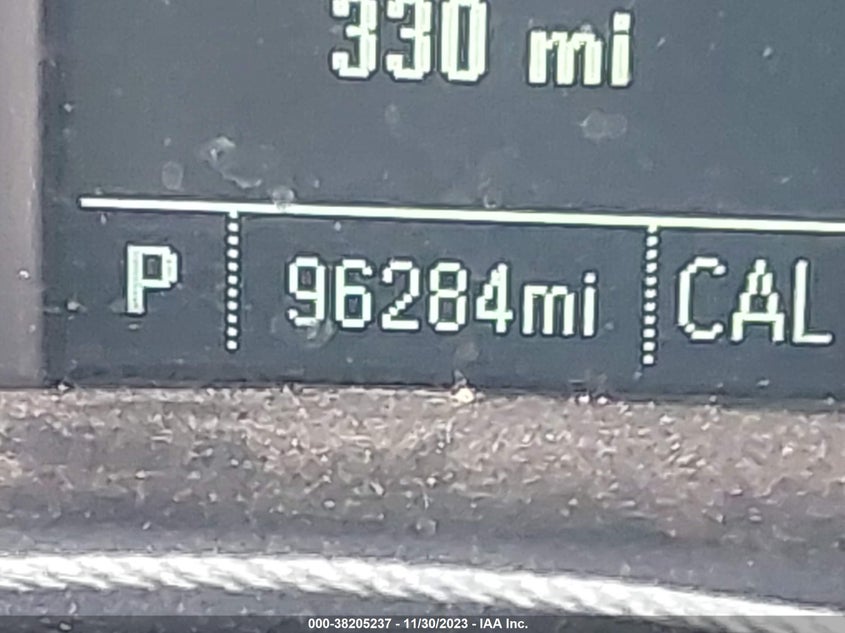 330 mi
P 96284mi CAL
000-38205237 - 11/30/2023 - IAA Inc.